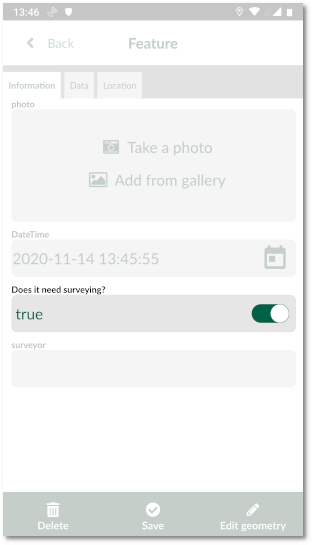 13:46
Back
Feature
Information
Data
Location
photo
Take a photo
Add from gallery
DateTime
2020-11-14 13:45:55
Does it need surveying?
true
surveyor
Delete
Save
Edit geometry